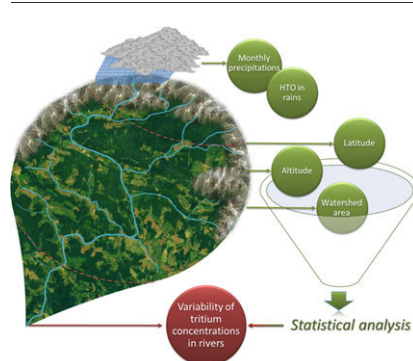 Monthly
precipitations
HTO in
rains
Latitude
Altitude
Watershed
area
Variability of
tritium
concentrations
in rivers
Statistical analysis